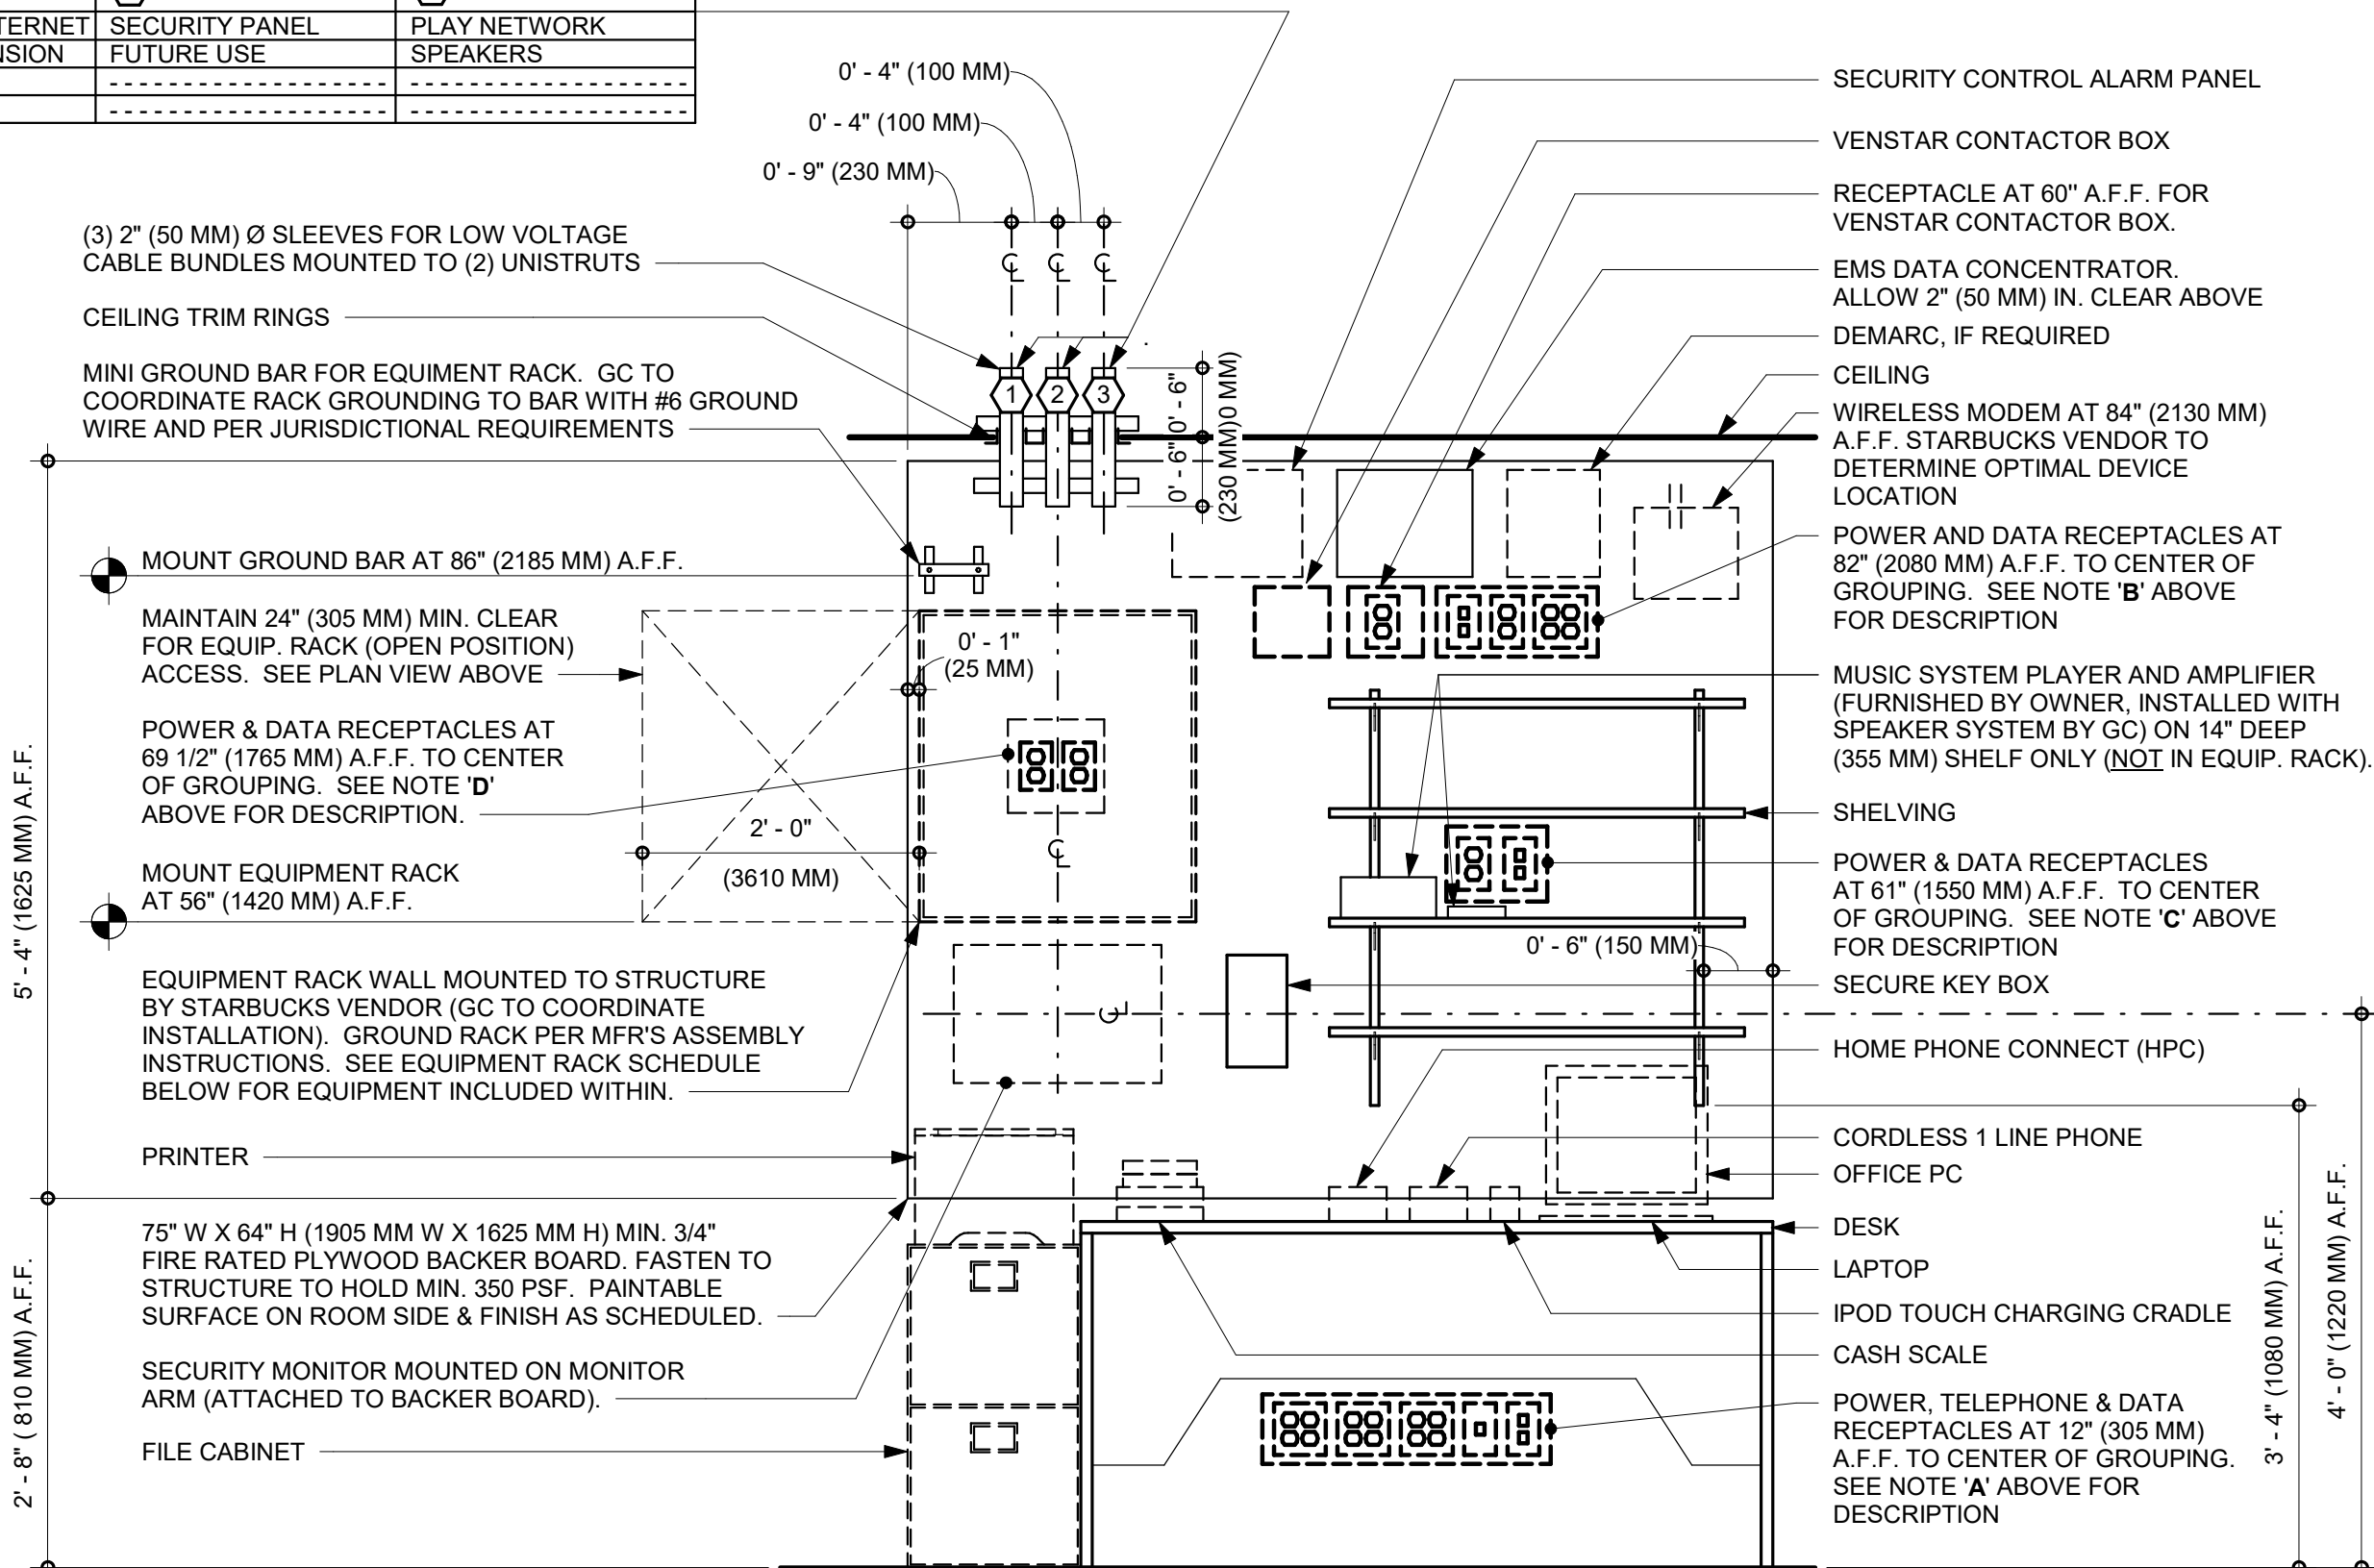 TERNET SECURITY PANEL PLAY NETWORK
NSION FUTURE USE SPEAKERS
0' - 4" (100 MM)
0' - 4" (100 MM)
0' - 9" (230 MM)
(3) 2" (50 MM) Ø SLEEVES FOR LOW VOLTAGE
CABLE BUNDLES MOUNTED TO (2) UNISTRUTS
CEILING TRIM RINGS
MINI GROUND BAR FOR EQUIMENT RACK. GC TO
COORDINATE RACK GROUNDING TO BAR WITH #6 GROUND
WIRE AND PER JURISDICTIONAL REQUIREMENTS
1 2 3
0' - 6" 0' - 6"
(230 MM)0 MM)
MOUNT GROUND BAR AT 86" (2185 MM) A.F.F.
MAINTAIN 24" (305 MM) MIN. CLEAR
FOR EQUIP. RACK (OPEN POSITION)
ACCESS. SEE PLAN VIEW ABOVE
0' - 1"
(25 MM)
POWER & DATA RECEPTACLES AT
69 1/2" (1765 MM) A.F.F. TO CENTER
OF GROUPING. SEE NOTE 'D'
ABOVE FOR DESCRIPTION.
2' - 0"
(3610 MM)
MOUNT EQUIPMENT RACK
AT 56" (1420 MM) A.F.F.
5' - 4" (1625 MM) A.F.F.
EQUIPMENT RACK WALL MOUNTED TO STRUCTURE
BY STARBUCKS VENDOR (GC TO COORDINATE
INSTALLATION). GROUND RACK PER MFR'S ASSEMBLY
INSTRUCTIONS. SEE EQUIPMENT RACK SCHEDULE
BELOW FOR EQUIPMENT INCLUDED WITHIN.
PRINTER
75" W X 64" H (1905 MM W X 1625 MM H) MIN. 3/4"
FIRE RATED PLYWOOD BACKER BOARD. FASTEN TO
STRUCTURE TO HOLD MIN. 350 PSF. PAINTABLE
SURFACE ON ROOM SIDE & FINISH AS SCHEDULED.
SECURITY MONITOR MOUNTED ON MONITOR
ARM (ATTACHED TO BACKER BOARD).
FILE CABINET
2' - 8" ( 810 MM) A.F.F.
SECURITY CONTROL ALARM PANEL
VENSTAR CONTACTOR BOX
RECEPTACLE AT 60'' A.F.F. FOR
VENSTAR CONTACTOR BOX.
EMS DATA CONCENTRATOR.
ALLOW 2" (50 MM) IN. CLEAR ABOVE
DEMARC, IF REQUIRED
CEILING
WIRELESS MODEM AT 84" (2130 MM)
A.F.F. STARBUCKS VENDOR TO
DETERMINE OPTIMAL DEVICE
LOCATION
POWER AND DATA RECEPTACLES AT
82" (2080 MM) A.F.F. TO CENTER OF
GROUPING. SEE NOTE 'B' ABOVE
FOR DESCRIPTION
MUSIC SYSTEM PLAYER AND AMPLIFIER
(FURNISHED BY OWNER, INSTALLED WITH
SPEAKER SYSTEM BY GC) ON 14" DEEP
(355 MM) SHELF ONLY (NOT IN EQUIP. RACK).
SHELVING
POWER & DATA RECEPTACLES
AT 61" (1550 MM) A.F.F. TO CENTER
OF GROUPING. SEE NOTE 'C' ABOVE
FOR DESCRIPTION
0' - 6" (150 MM)
SECURE KEY BOX
HOME PHONE CONNECT (HPC)
CORDLESS 1 LINE PHONE
OFFICE PC
DESK
LAPTOP
IPOD TOUCH CHARGING CRADLE
CASH SCALE
POWER, TELEPHONE & DATA
RECEPTACLES AT 12" (305 MM)
A.F.F. TO CENTER OF GROUPING.
SEE NOTE 'A' ABOVE FOR
DESCRIPTION
3' - 4" (1080 MM) A.F.F.
4' - 0" (1220 MM) A.F.F.